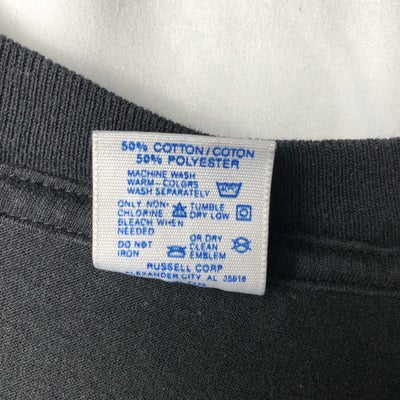 50% COTTON/COTON
50% POLYESTER
MACHINE WASH
WARM-COLORS
WASH SEPARATELY
ONLY NON-
CHLORINE
BLEACH WHEN
NEEDED
TUMBLE
DRY LOW
DO NOT
IRON
OR DRY
CLEAN
EMBLEM
RUSSELL CORP
ALEXANDER CITY AL 35010